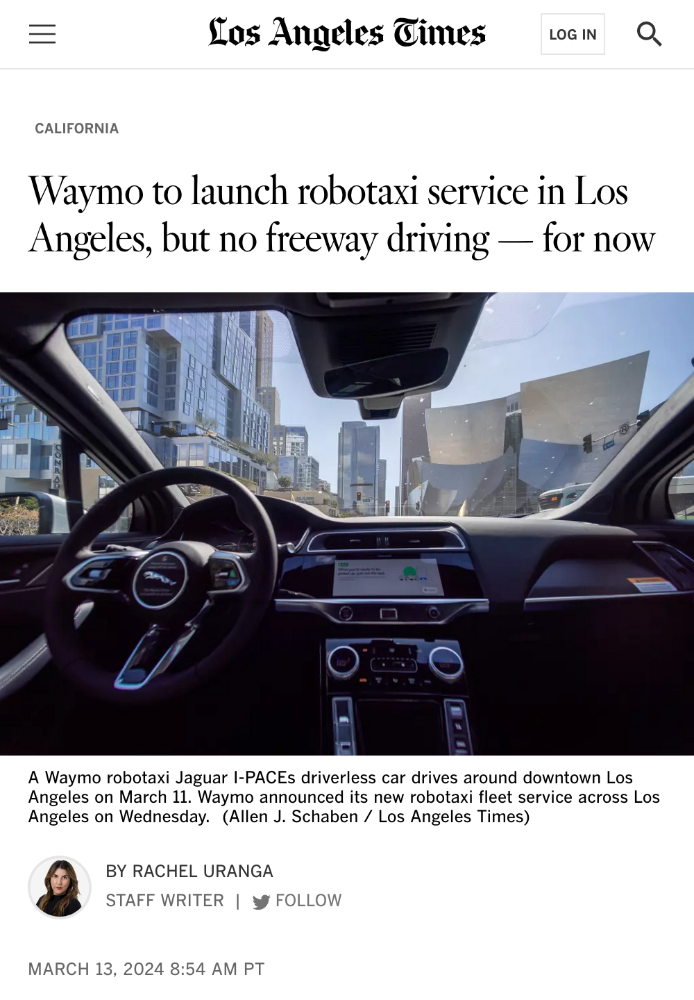 Los Angeles Times
LOG IN
CALIFORNIA
Waymo to launch robotaxi service in Los
Angeles, but no freeway driving — for now
CONRAD
A Waymo robotaxi Jaguar I-PACEs driverless car drives around downtown Los
Angeles on March 11. Waymo announced its new robotaxi fleet service across Los
Angeles on Wednesday.  (Allen J. Schaben / Los Angeles Times)
BY RACHEL URANGA
STAFF WRITER | FOLLOW
MARCH 13, 2024 8:54 AM PT